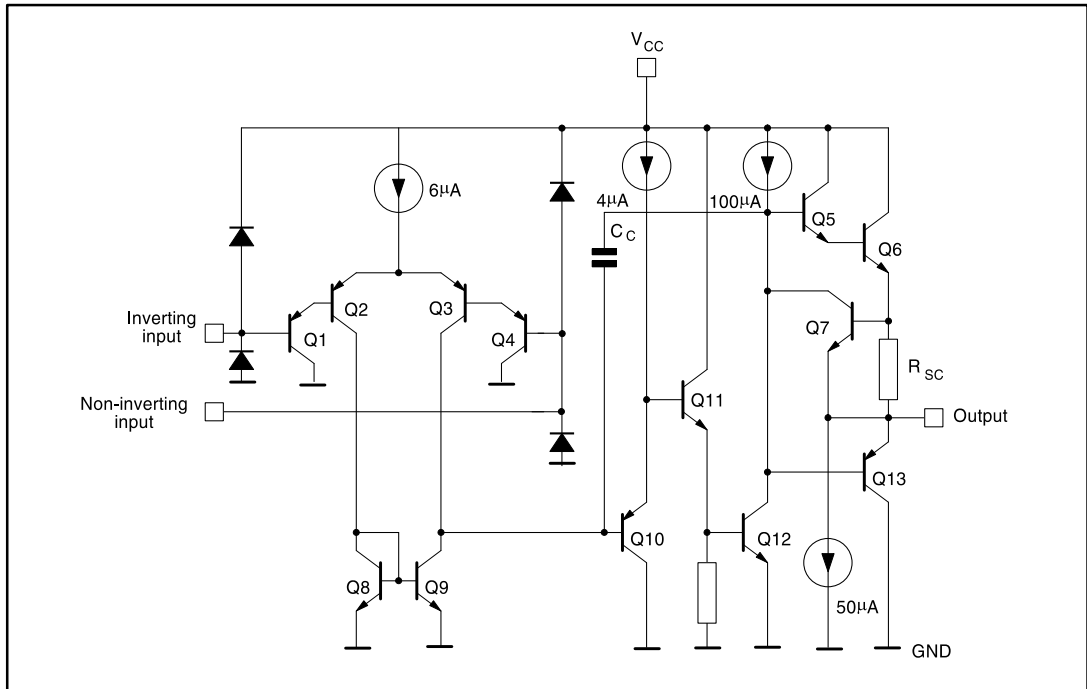 VCC
6µA
4µA
100µA
CC
Q5
Q6
Q2
Q3
Inverting
input
Q1
Q4
Q7
RSC
Non-inverting
input
Q11
Output
Q13
Q10
Q12
Q8
Q9
50µA
GND